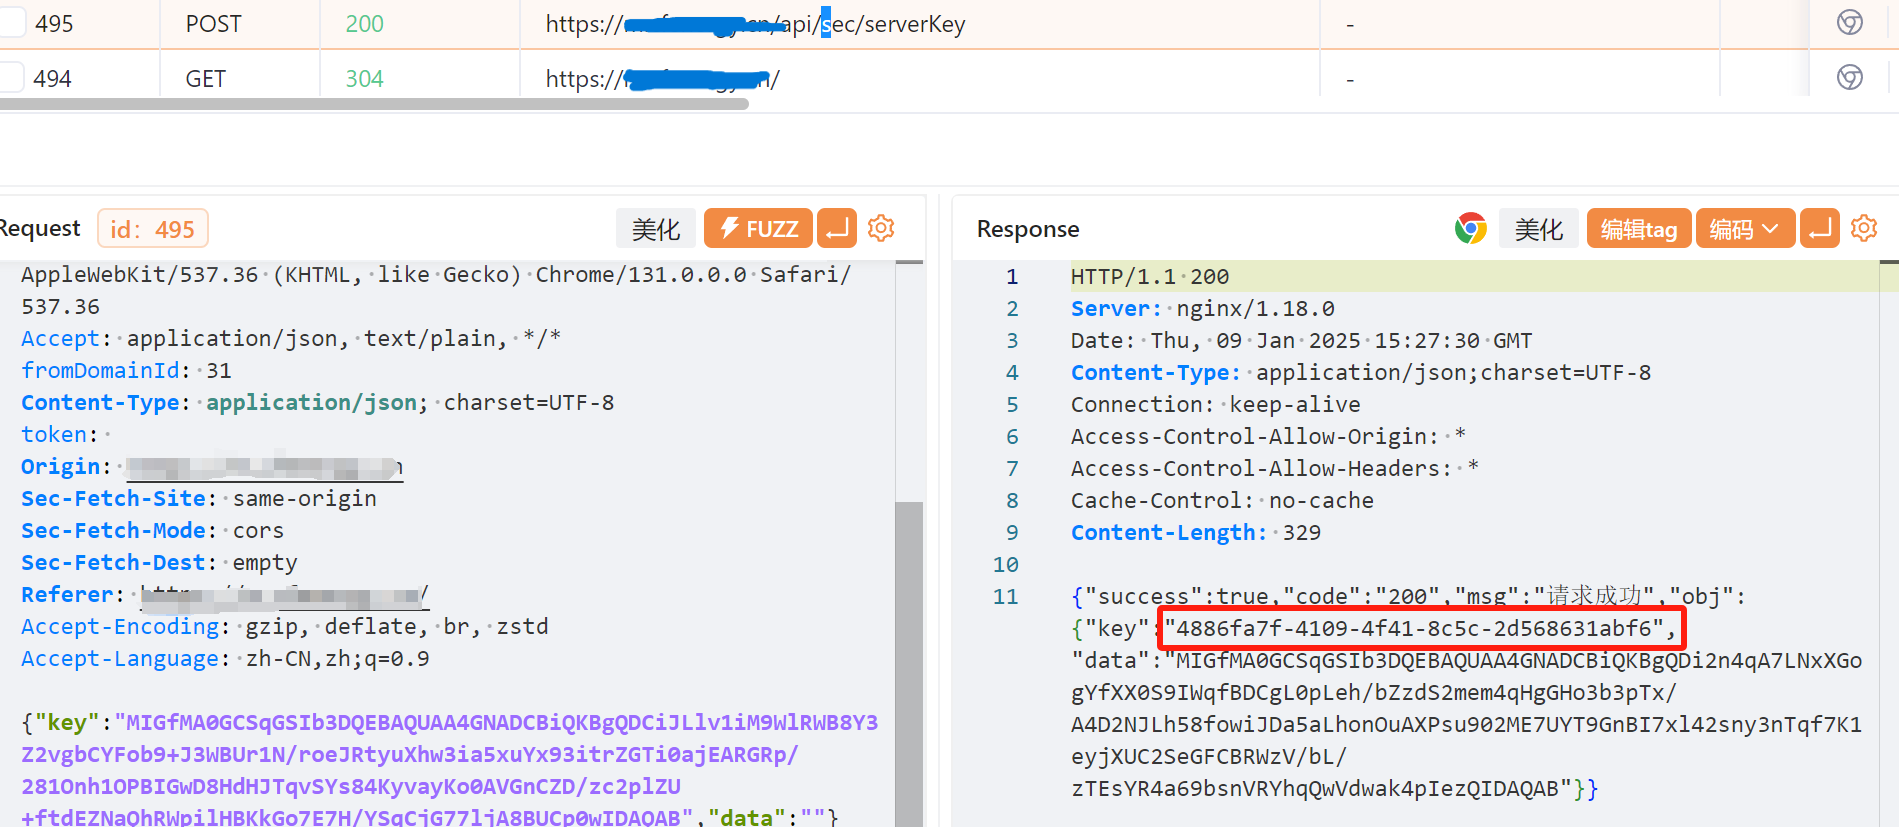 495 POST 200 https:// /api/sec/serverKey -
494 GET 304 https:// / -
Request id: 495 美化 FUZZ
AppleWebKit/537.36 (KHTML, like Gecko) Chrome/131.0.0.0 Safari/
537.36
Accept: application/json, text/plain, */*
fromDomainId: 31
Content-Type: application/json; charset=UTF-8
token:
Origin:
Sec-Fetch-Site: same-origin
Sec-Fetch-Mode: cors
Sec-Fetch-Dest: empty
Referer: /
Accept-Encoding: gzip, deflate, br, zstd
Accept-Language: zh-CN,zh;q=0.9
{"key":"MIGfMA0GCSqGSIb3DQEBAQUAA4GNADCBiQKBgQDCiJLlv1iM9WlRWB8Y3
Z2vgbCYFob9+J3WBUr1N/roeJRtyuXhw3ia5xuYx93itrZGTi0ajEARGRp/
281Onh1OPBIGwD8HdHJTqvSYs84KyvayKo0AVGnCZD/zc2plZU
+ftdEZNaQhRWpilHBKkGo7E7H/YSqCjG77ljA8BUCp0wIDAQAB","data":""}
Response 美化 编辑tag 编码
1 HTTP/1.1 200
2 Server: nginx/1.18.0
3 Date: Thu, 09 Jan 2025 15:27:30 GMT
4 Content-Type: application/json;charset=UTF-8
5 Connection: keep-alive
6 Access-Control-Allow-Origin: *
7 Access-Control-Allow-Headers: *
8 Cache-Control: no-cache
9 Content-Length: 329
10
11 {"success":true,"code":"200","msg":"请求成功","obj":
{"key":"4886fa7f-4109-4f41-8c5c-2d568631abf6",
"data":"MIGfMA0GCSqGSIb3DQEBAQUAA4GNADCBiQKBgQDi2n4qA7LNxXGo
gYfXX0S9IWqfBDCgL0pLeh/bZzdS2mem4qHgGHo3b3pTx/
A4D2NJLh58fowiJDa5aLhonOuAXPsu902ME7UYT9GnBI7xl42sny3nTqf7K1
eyjXUC2SeGFCBRWzV/bL/
zTEsYR4a69bsnVRYhqQwVdwak4pIezQIDAQAB"}}